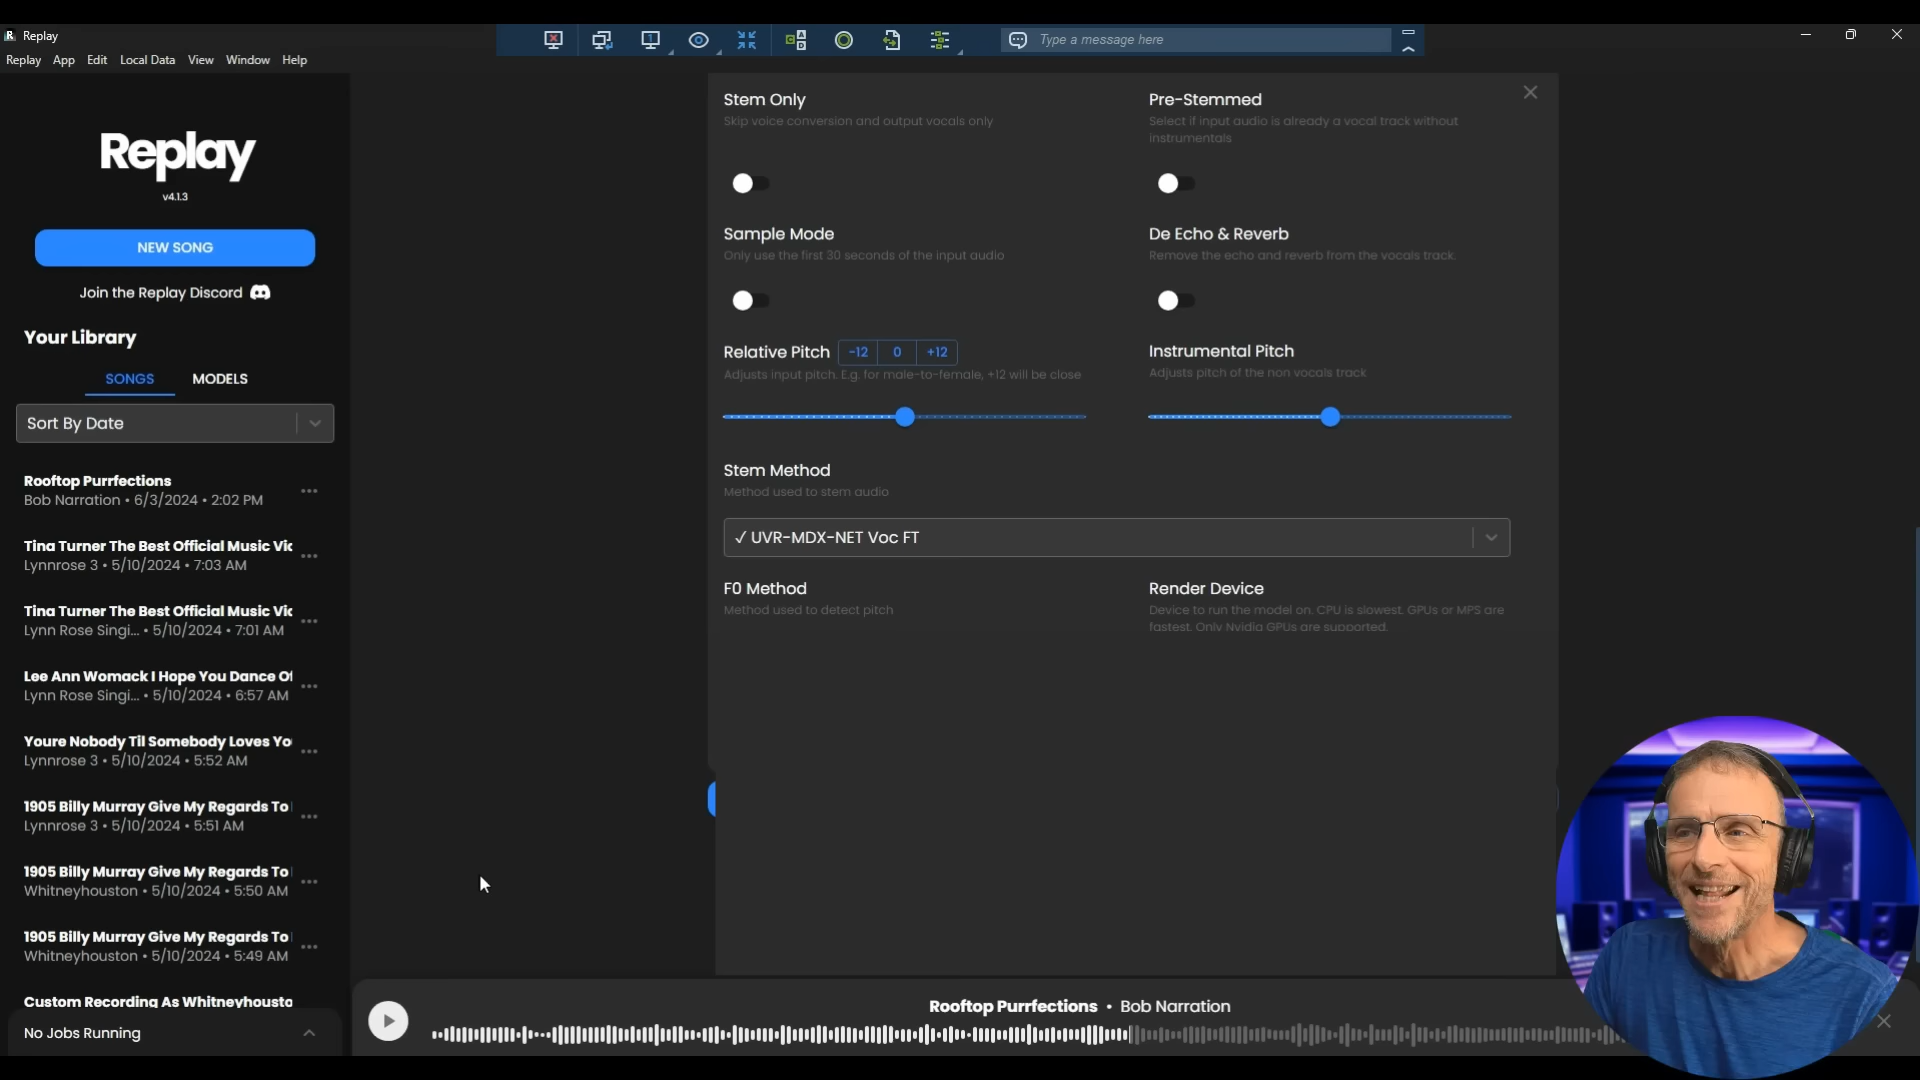 Replay
Type a message here
Replay App Edit Local Data View Window Help
Replay
v4.1.3
NEW SONG
Join the Replay Discord
Your Library
SONGS MODELS
Sort By Date
Rooftop Purrfections
Bob Narration • 6/3/2024 • 2:02 PM
Tina Turner The Best Official Music Vic
Lynnrose 3 • 5/10/2024 • 7:03 AM
Tina Turner The Best Official Music Vic
Lynn Rose Singi... • 5/10/2024 • 7:01 AM
Lee Ann Womack I Hope You Dance Of
Lynn Rose Singi... • 5/10/2024 • 6:57 AM
Youre Nobody Til Somebody Loves Yo
Lynnrose 3 • 5/10/2024 • 5:52 AM
1905 Billy Murray Give My Regards To
Lynnrose 3 • 5/10/2024 • 5:51 AM
1905 Billy Murray Give My Regards To
Whitneyhouston • 5/10/2024 • 5:50 AM
1905 Billy Murray Give My Regards To
Whitneyhouston • 5/10/2024 • 5:49 AM
Custom Recording As Whitneyhousto
No Jobs Running
Stem Only
Skip voice conversion and output vocals only
Pre-Stemmed
Select if input audio is already a vocal track without
instrumentals
Sample Mode
Only use the first 30 seconds of the input audio
De Echo & Reverb
Remove the echo and reverb from the vocals track.
Relative Pitch -12 0 +12
Adjusts input pitch. E.g. for male-to-female, +12 will be close
Instrumental Pitch
Adjusts pitch of the non vocals track
Stem Method
Method used to stem audio
✓ UVR-MDX-NET Voc FT
F0 Method
Method used to detect pitch
Render Device
Device to run the model on. CPU is slowest. GPUs or MPS are
fastest. Only Nvidia GPUs are supported.
Rooftop Purrfections • Bob Narration